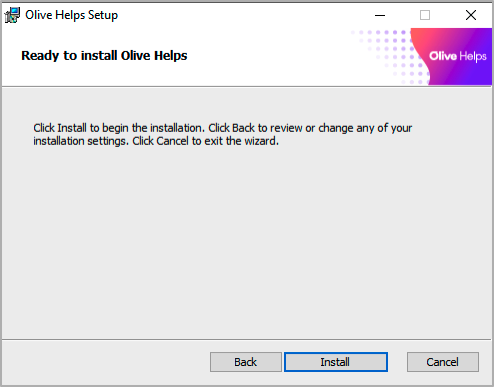 Olive Helps Setup
Ready to install Olive Helps
Olive Helps
Click Install to begin the installation. Click Back to review or change any of your
installation settings. Click Cancel to exit the wizard.
Back
Install
Cancel